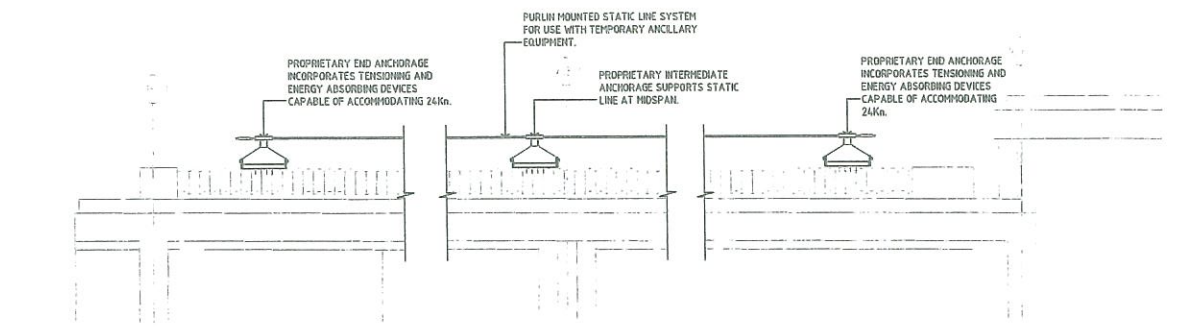 PURLIN MOUNTED STATIC LINE SYSTEM
FOR USE WITH TEMPORARY ANCILLARY
EQUIPMENT.
PROPRIETARY END ANCHORAGE
INCORPORATES TENSIONING AND
ENERGY ABSORBING DEVICES
CAPABLE OF ACCOMMODATING 24Kn.
PROPRIETARY INTERMEDIATE
ANCHORAGE SUPPORTS STATIC
LINE AT MIDSPAN.
PROPRIETARY END ANCHORAGE
INCORPORATES TENSIONING AND
ENERGY ABSORBING DEVICES
CAPABLE OF ACCOMMODATING
24Kn.